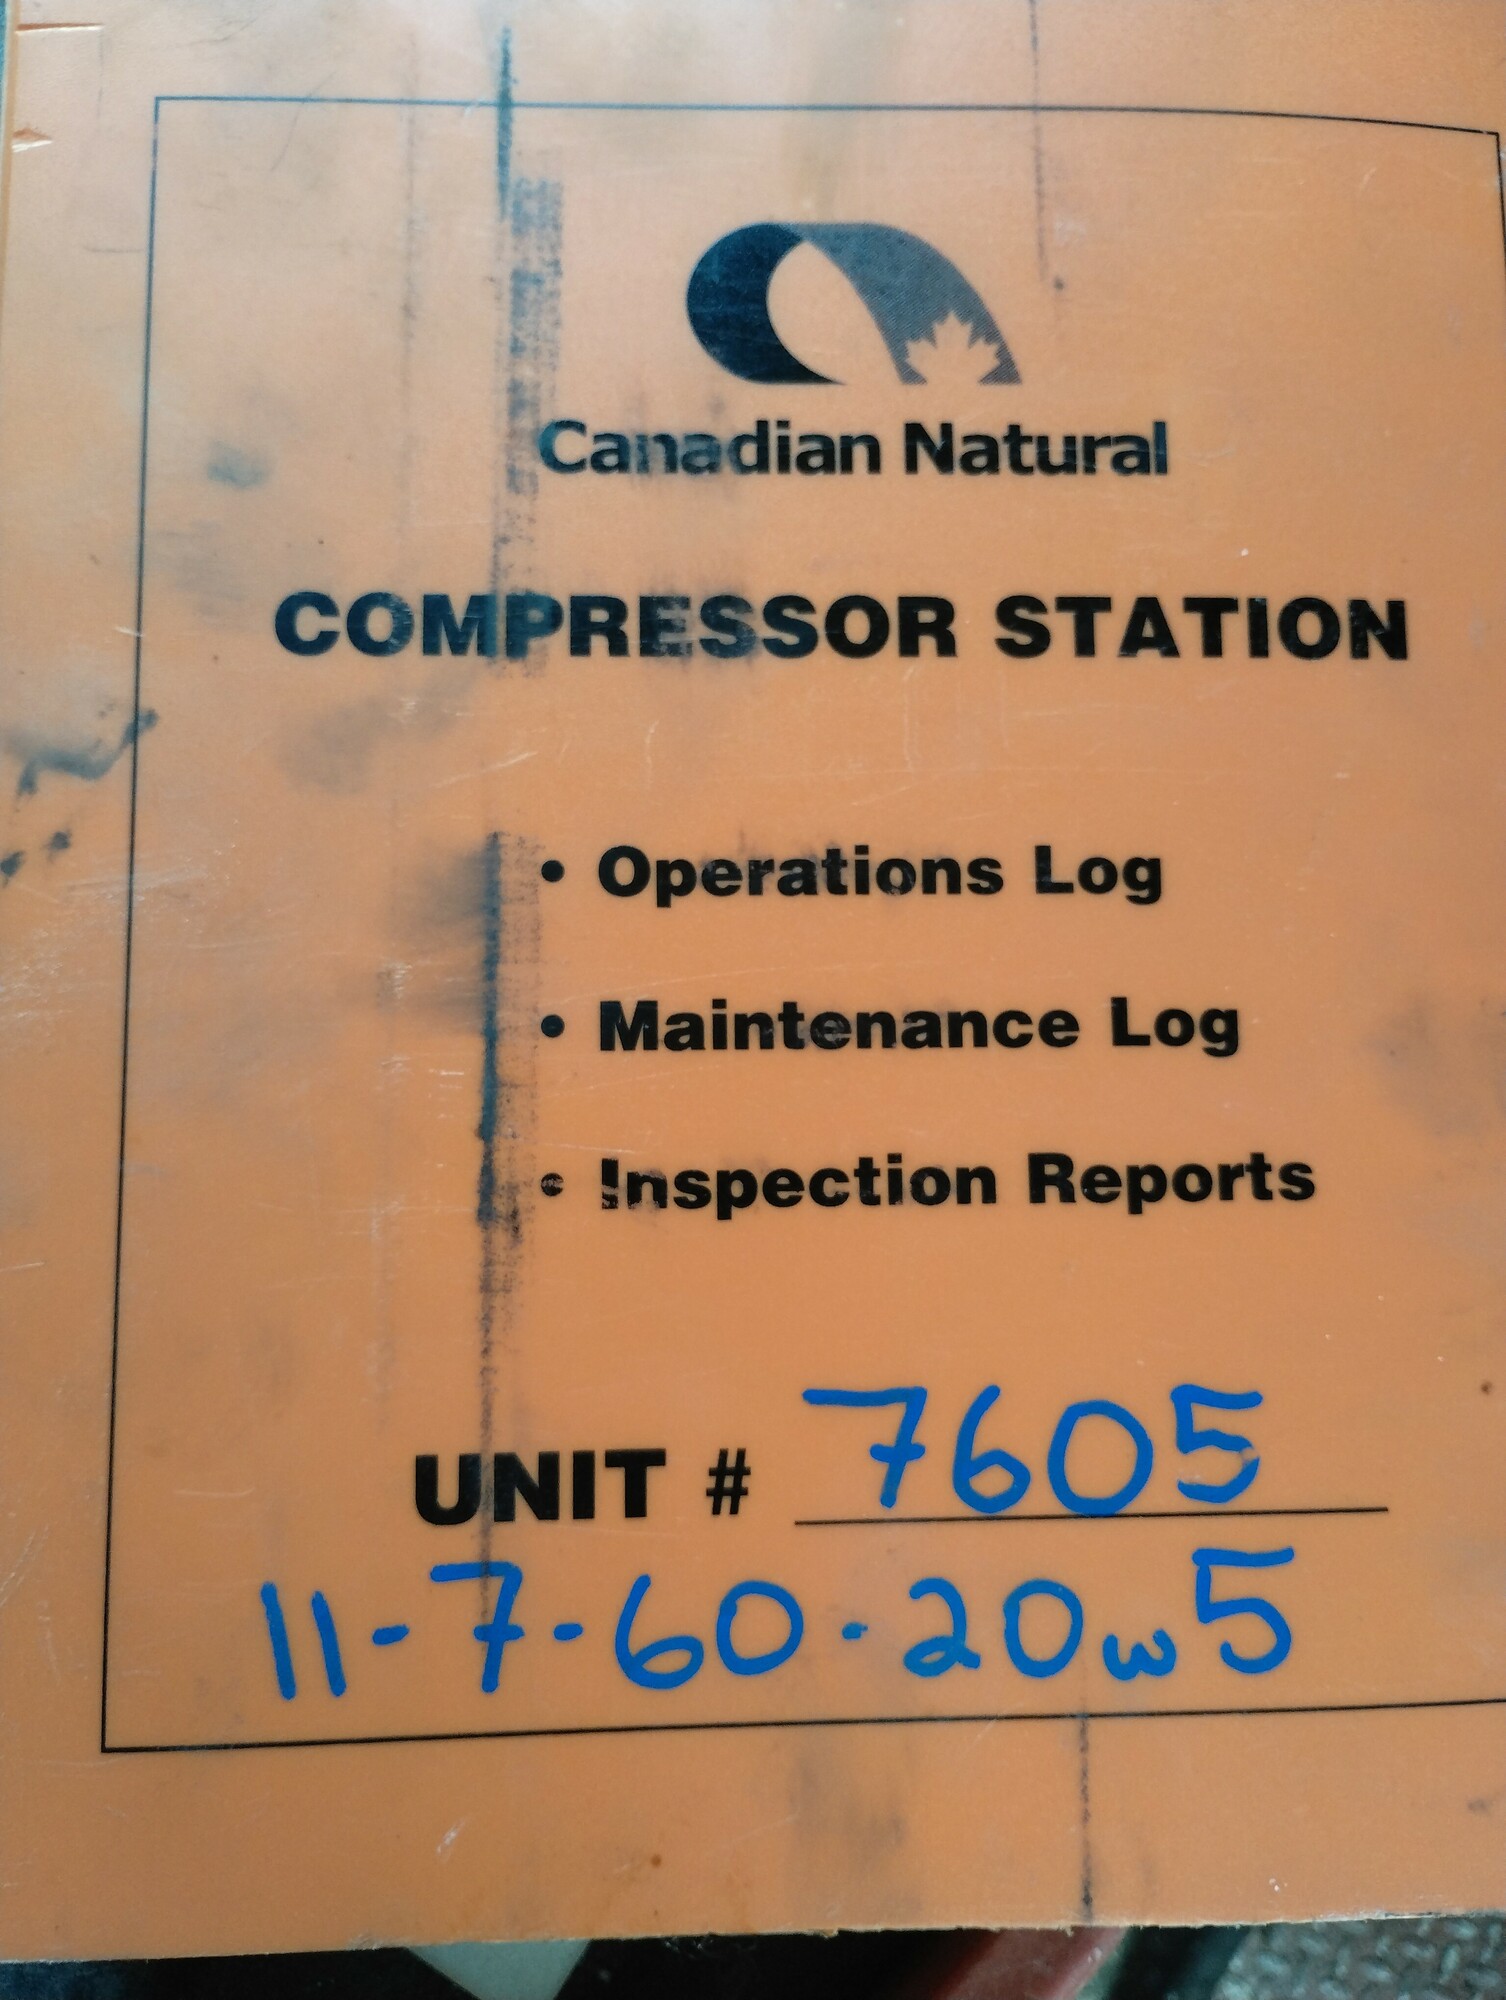 Canadian Natural
COMPRESSOR STATION
• Operations Log
• Maintenance Log
• Inspection Reports
UNIT # 7605
11-7-60-20w5